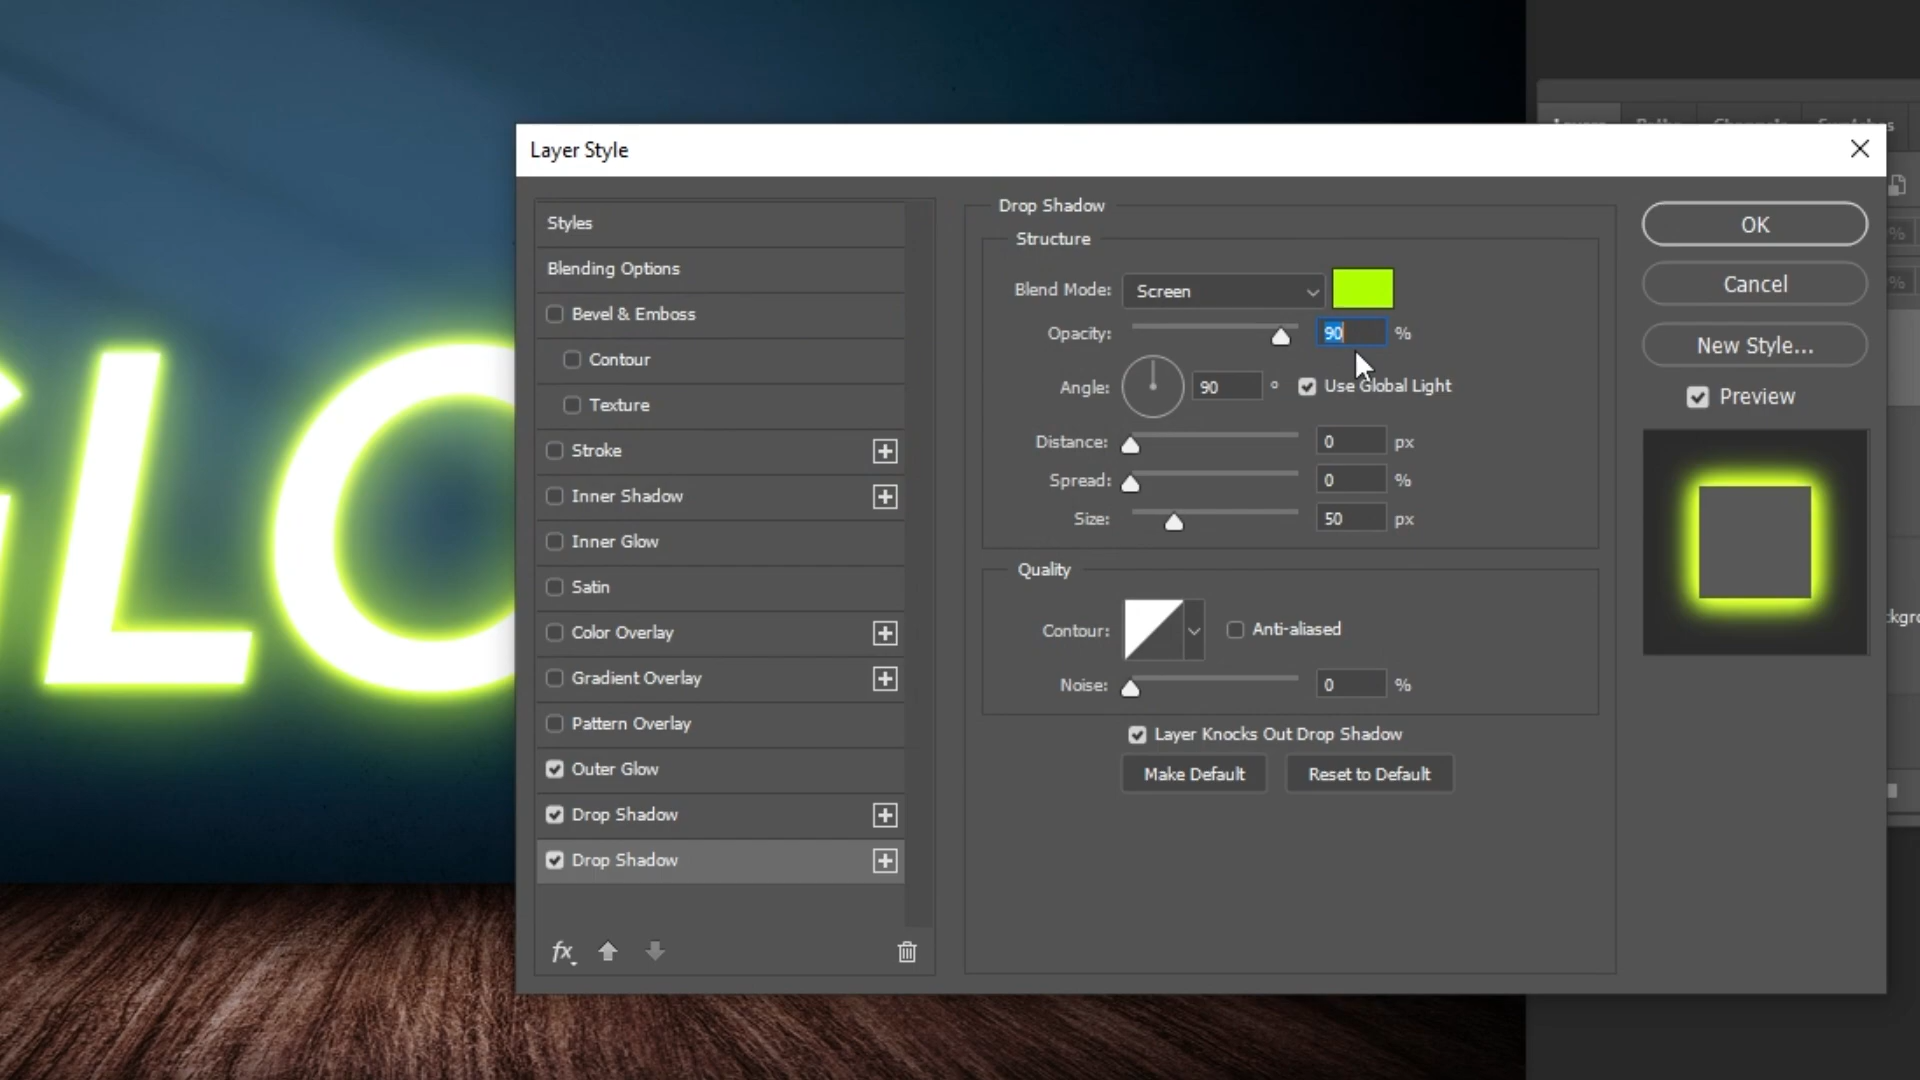 LO
Layer Style
Styles
Blending Options
Bevel & Emboss
Contour
Texture
Stroke
Inner Shadow
Inner Glow
Satin
Color Overlay
Gradient Overlay
Pattern Overlay
Outer Glow
Drop Shadow
Drop Shadow
fx
Drop Shadow
Structure
Blend Mode: Screen
Opacity: 90 %
Angle: 90 ° Use Global Light
Distance: 0 px
Spread: 0 %
Size: 50 px
Quality
Contour: Anti-aliased
Noise: 0 %
Layer Knocks Out Drop Shadow
Make Default Reset to Default
OK
Cancel
New Style...
Preview
%
%